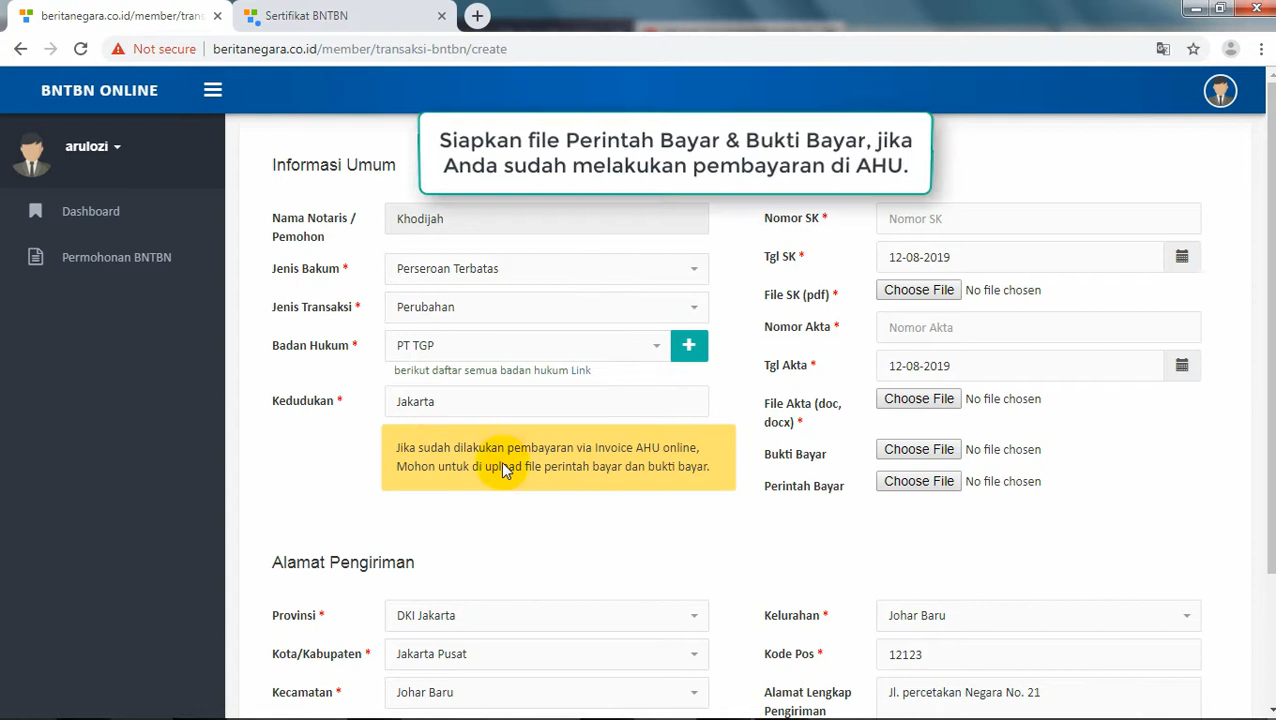 beritanegara.co.id/member/trans
Sertifikat BNTBN
Not secure
beritanegara.co.id/member/transaksi-bntbn/create
BNTBN ONLINE
arulozi
Dashboard
Permohonan BNTBN
Siapkan file Perintah Bayar & Bukti Bayar, jika
Anda sudah melakukan pembayaran di AHU.
Informasi Umum
Nama Notaris /
Pemohon
Khodijah
Jenis Bakum *
Perseroan Terbatas
Jenis Transaksi *
Perubahan
Badan Hukum *
PT TGP
berikut daftar semua badan hukum Link
Kedudukan *
Jakarta
Jika sudah dilakukan pembayaran via Invoice AHU online,
Mohon untuk di upload file perintah bayar dan bukti bayar.
Nomor SK *
Nomor SK
Tgl SK *
12-08-2019
File SK (pdf) *
Choose File No file chosen
Nomor Akta *
Nomor Akta
Tgl Akta *
12-08-2019
File Akta (doc,
docx) *
Choose File No file chosen
Bukti Bayar
Choose File No file chosen
Perintah Bayar
Choose File No file chosen
Alamat Pengiriman
Provinsi *
DKI Jakarta
Kota/Kabupaten *
Jakarta Pusat
Kecamatan *
Johar Baru
Kelurahan *
Johar Baru
Kode Pos *
12123
Alamat Lengkap
Pengiriman
Jl. percetakan Negara No. 21